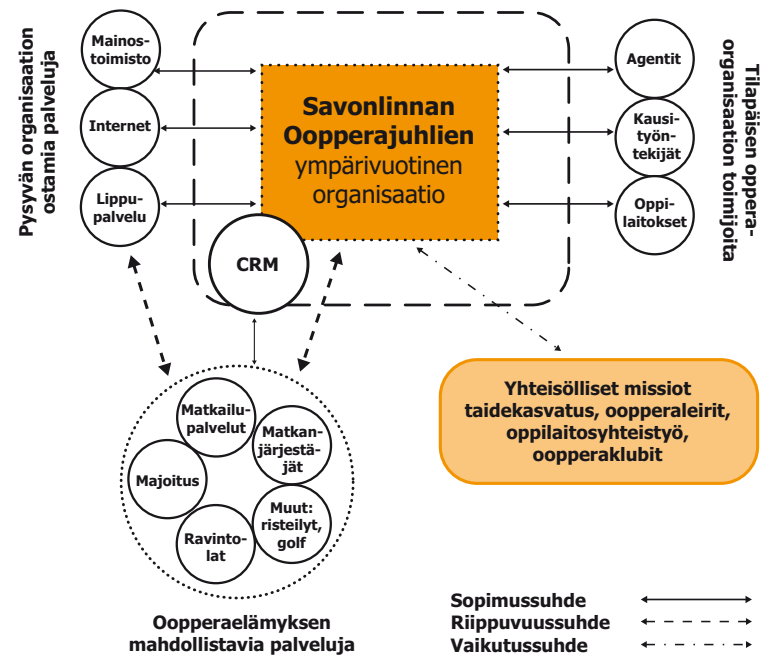 Pysyvän organisaation
ostamia palveluja
Mainos-
toimisto
Internet
Lippu-
palvelu
Savonlinnan
Oopperajuhlien
ympärivuotinen
organisaatio
CRM
Agentit
Kausi-
työn-
tekijät
Oppi-
laitokset
Tilapäisen oppera-
organisaation toimijoita
Matkailu-
palvelut
Matkan-
järjestä-
jät
Majoitus
Muut:
risteilyt,
golf
Ravinto-
lat
Oopperaelämyksen
mahdollistavia palveluja
Yhteisölliset missiot
taidekasvatus, oopperaleirit,
oppilaitosyhteistyö,
oopperaklubit
Sopimussuhde
Riippuvuussuhde
Vaikutussuhde